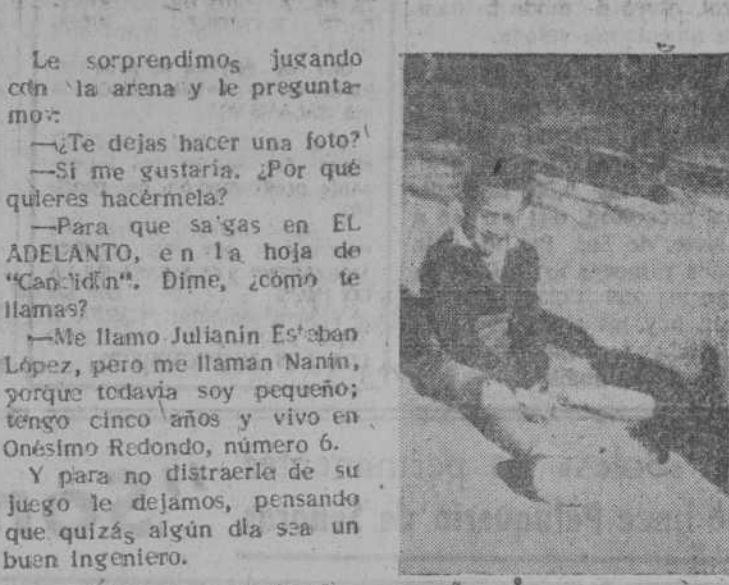 Le sorprendimos jugando
con la arena y le pregunta-
mos:
—¿Te dejas hacer una foto?
—Sí me gustaría. ¿Por qué
quieres hacérmela?
—Para que salgas en EL
ADELANTO, en la hoja de
"Candidín". Dime, ¿cómo te
llamas?
—Me llamo Julianín Esteban
López, pero me llaman Nanín,
porque todavía soy pequeño;
tengo cinco años y vivo en
Onésimo Redondo, número 6.
Y para no distraerle de su
juego le dejamos, pensando
que quizás algún día sea un
buen ingeniero.